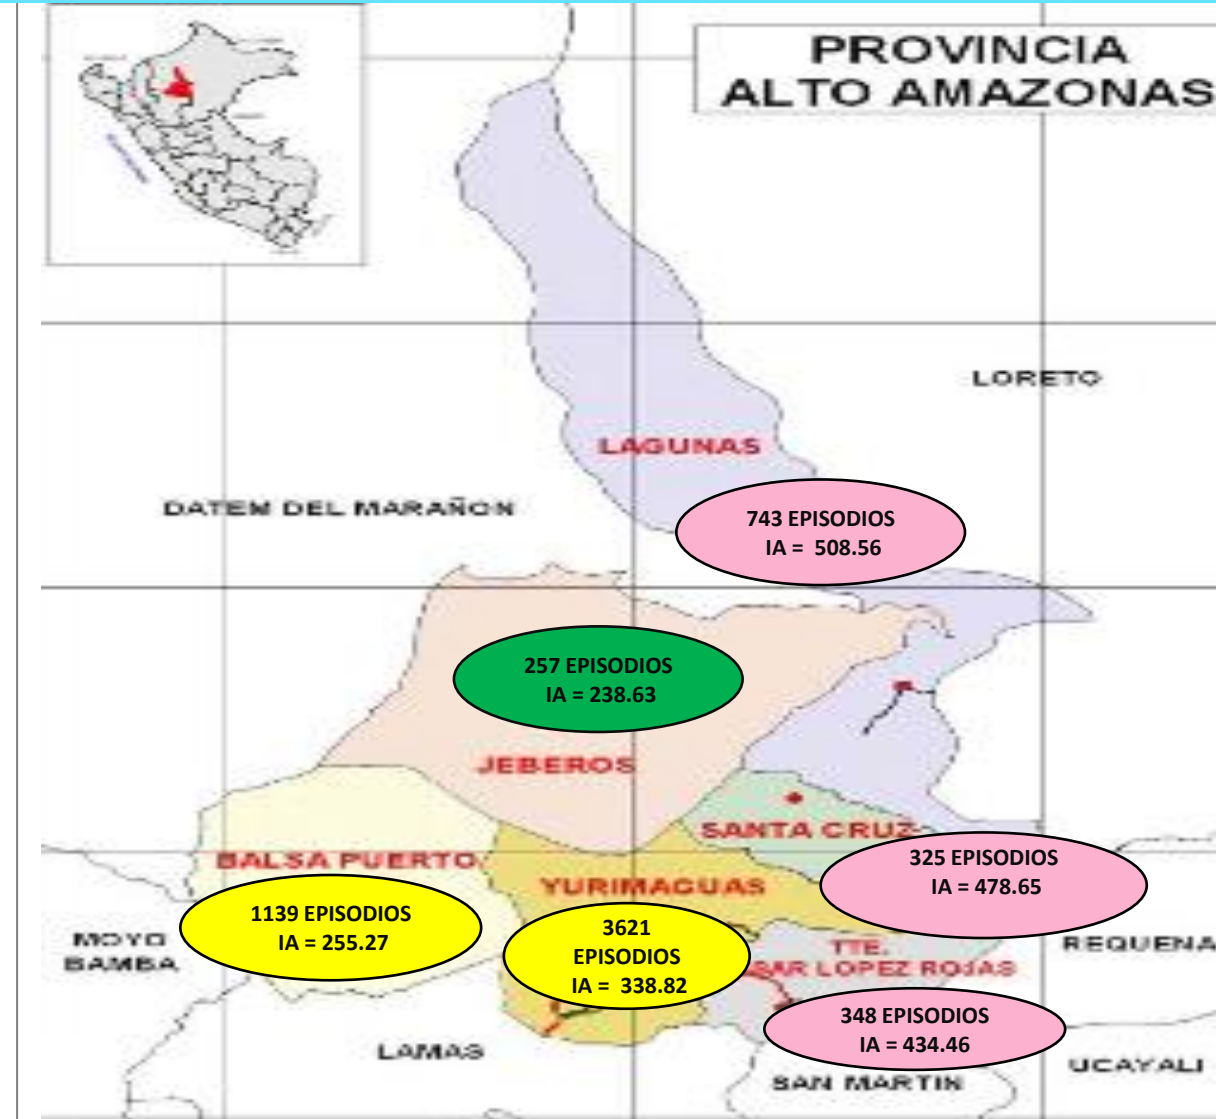 PROVINCIA
ALTO AMAZONAS
LORETO
LAGUNAS
DATEM DEL MARAÑON
743 EPISODIOS
IA = 508.56
257 EPISODIOS
IA = 238.63
JEBEROS
SANTA CRUZ
BALSA PUERTO
YURIMAGUAS
325 EPISODIOS
IA = 478.65
1139 EPISODIOS
IA = 255.27
3621
EPISODIOS
IA = 338.82
MOYO
BAMBA
TTE.
SAR LOPEZ ROJAS
REQUENA
348 EPISODIOS
IA = 434.46
LAMAS
SAN MARTIN
UCAYALI